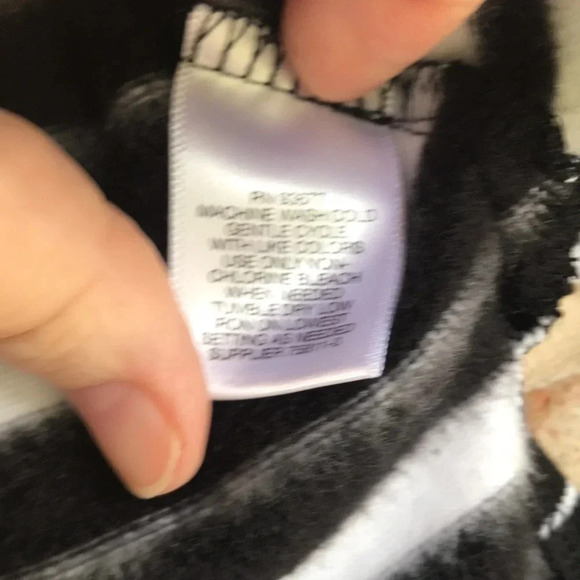 MACHINE WASH COLD
GENTLE CYCLE
WITH LIKE COLORS
USE ONLY NON-
CHLORINE BLEACH
WHEN NEEDED
TUMBLE DRY LOW
IRON ON LOWEST
SETTING AS NEEDED
SUPPLIER